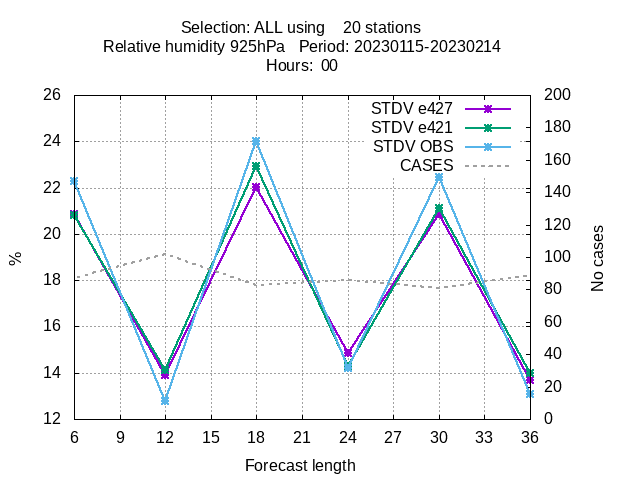 Selection: ALL using    20 stations
Relative humidity 925hPa   Period: 20230115-20230214
Hours:  00
26
24
22
20
18
16
14
12
%
200
180
160
140
120
100
80
60
40
20
0
No cases
STDV e427
STDV e421
STDV OBS
CASES
6 9 12 15 18 21 24 27 30 33 36
Forecast length